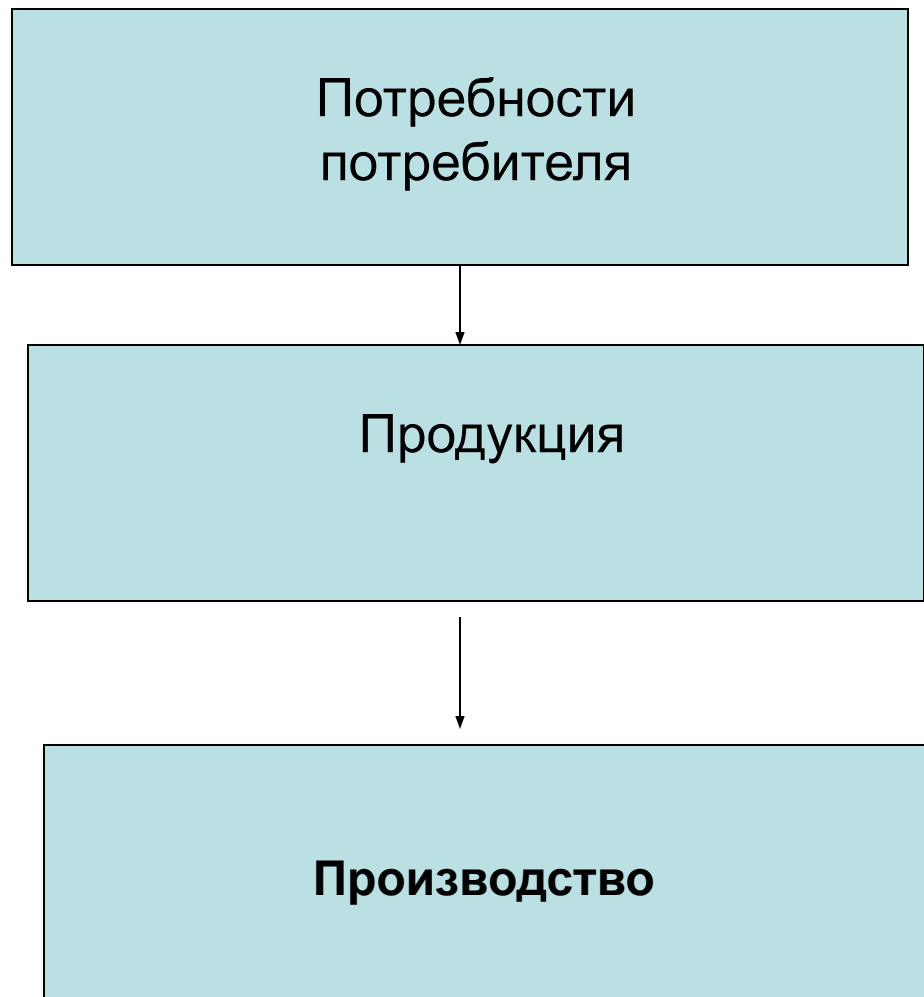 Потребности
потребителя
Продукция
Производство